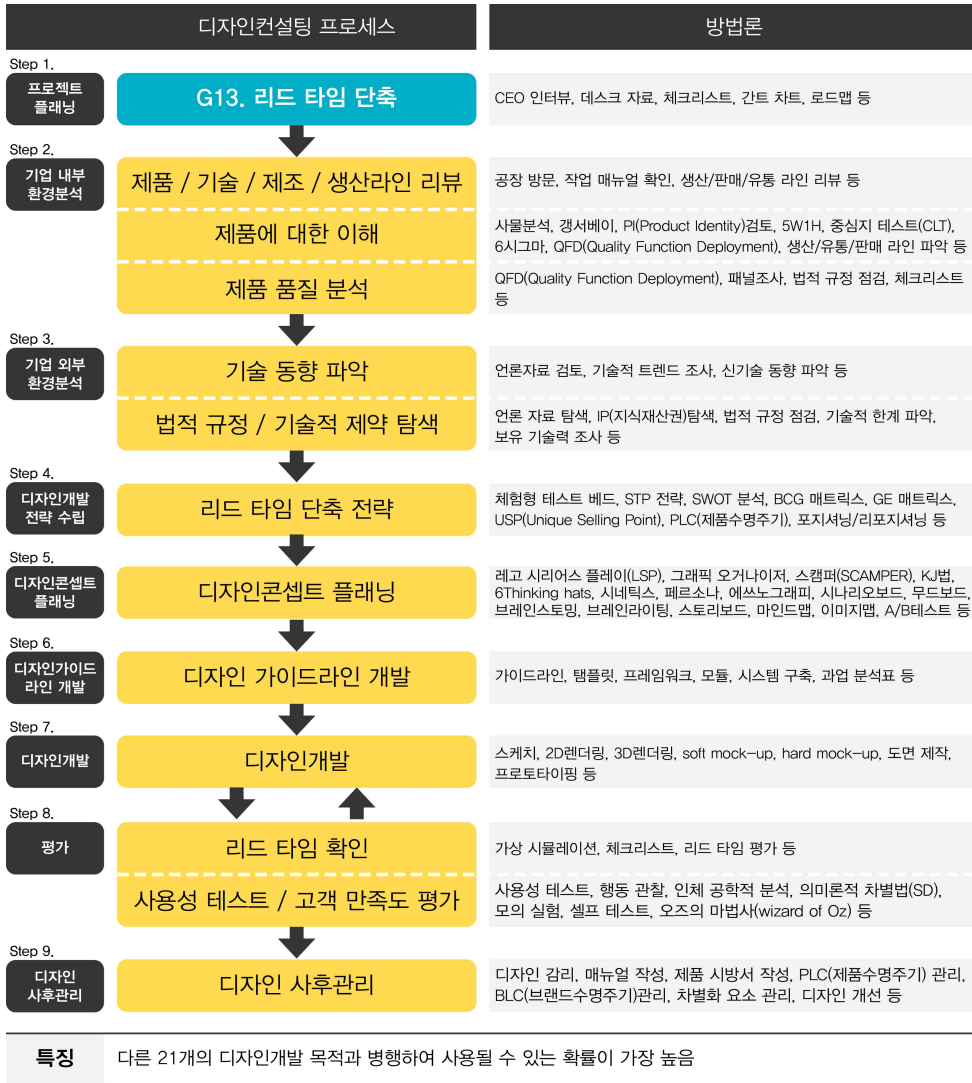 디자인컨설팅 프로세스
방법론
Step 1.
프로젝트
플래닝
G13. 리드 타임 단축
CEO 인터뷰, 데스크 자료, 체크리스트, 간트 차트, 로드맵 등
Step 2.
기업 내부
환경분석
제품 / 기술 / 제조 / 생산라인 리뷰
공장 방문, 작업 매뉴얼 확인, 생산/판매/유통 라인 리뷰 등
제품에 대한 이해
사물분석, 갱서베이, PI(Product Identity)검토, 5W1H, 중심지 테스트(CLT),
6시그마, QFD(Quality Function Deployment), 생산/유통/판매 라인 파악 등
제품 품질 분석
QFD(Quality Function Deployment), 패널조사, 법적 규정 점검, 체크리스트
등
Step 3.
기업 외부
환경분석
기술 동향 파악
언론자료 검토, 기술적 트렌드 조사, 신기술 동향 파악 등
법적 규정 / 기술적 제약 탐색
언론 자료 탐색, IP(지식재산권)탐색, 법적 규정 점검, 기술적 한계 파악,
보유 기술력 조사 등
Step 4.
디자인개발
전략 수립
리드 타임 단축 전략
체험형 테스트 베드, STP 전략, SWOT 분석, BCG 매트릭스, GE 매트릭스,
USP(Unique Selling Point), PLC(제품수명주기), 포지셔닝/리포지셔닝 등
Step 5.
디자인콘셉트
플래닝
디자인콘셉트 플래닝
레고 시리어스 플레이(LSP), 그래픽 오거나이저, 스캠퍼(SCAMPER), KJ법,
6Thinking hats, 시네틱스, 페르소나, 에쓰노그래피, 시나리오보드, 무드보드,
브레인스토밍, 브레인라이팅, 스토리보드, 마인드맵, 이미지맵, A/B테스트 등
Step 6.
디자인가이드
라인 개발
디자인 가이드라인 개발
가이드라인, 탬플릿, 프레임워크, 모듈, 시스템 구축, 과업 분석표 등
Step 7.
디자인개발
디자인개발
스케치, 2D렌더링, 3D렌더링, soft mock-up, hard mock-up, 도면 제작,
프로토타이핑 등
Step 8.
평가
리드 타임 확인
가상 시뮬레이션, 체크리스트, 리드 타임 평가 등
사용성 테스트 / 고객 만족도 평가
사용성 테스트, 행동 관찰, 인체 공학적 분석, 의미론적 차별법(SD),
모의 실험, 셀프 테스트, 오즈의 마법사(wizard of Oz) 등
Step 9.
디자인
사후관리
디자인 사후관리
디자인 감리, 매뉴얼 작성, 제품 시방서 작성, PLC(제품수명주기) 관리,
BLC(브랜드수명주기)관리, 차별화 요소 관리, 디자인 개선 등
특징
다른 21개의 디자인개발 목적과 병행하여 사용될 수 있는 확률이 가장 높음